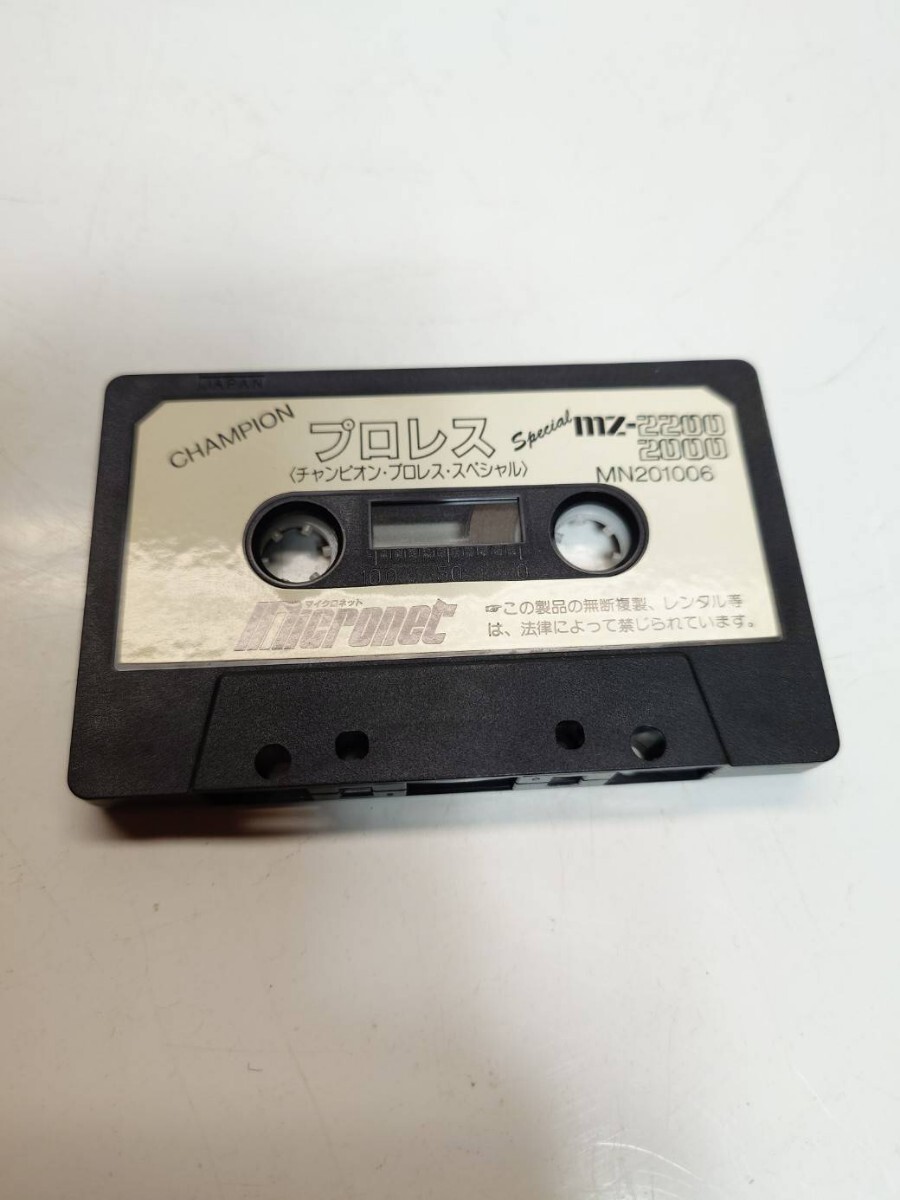 JAPAN
CHAMPION プロレス Special mz-2200
2000
〈チャンピオン・プロレス・スペシャル〉 MN201006
100 50 0
マイクロネット
micronet
☞この製品の無断複製、レンタル等
は、法律によって禁じられています。